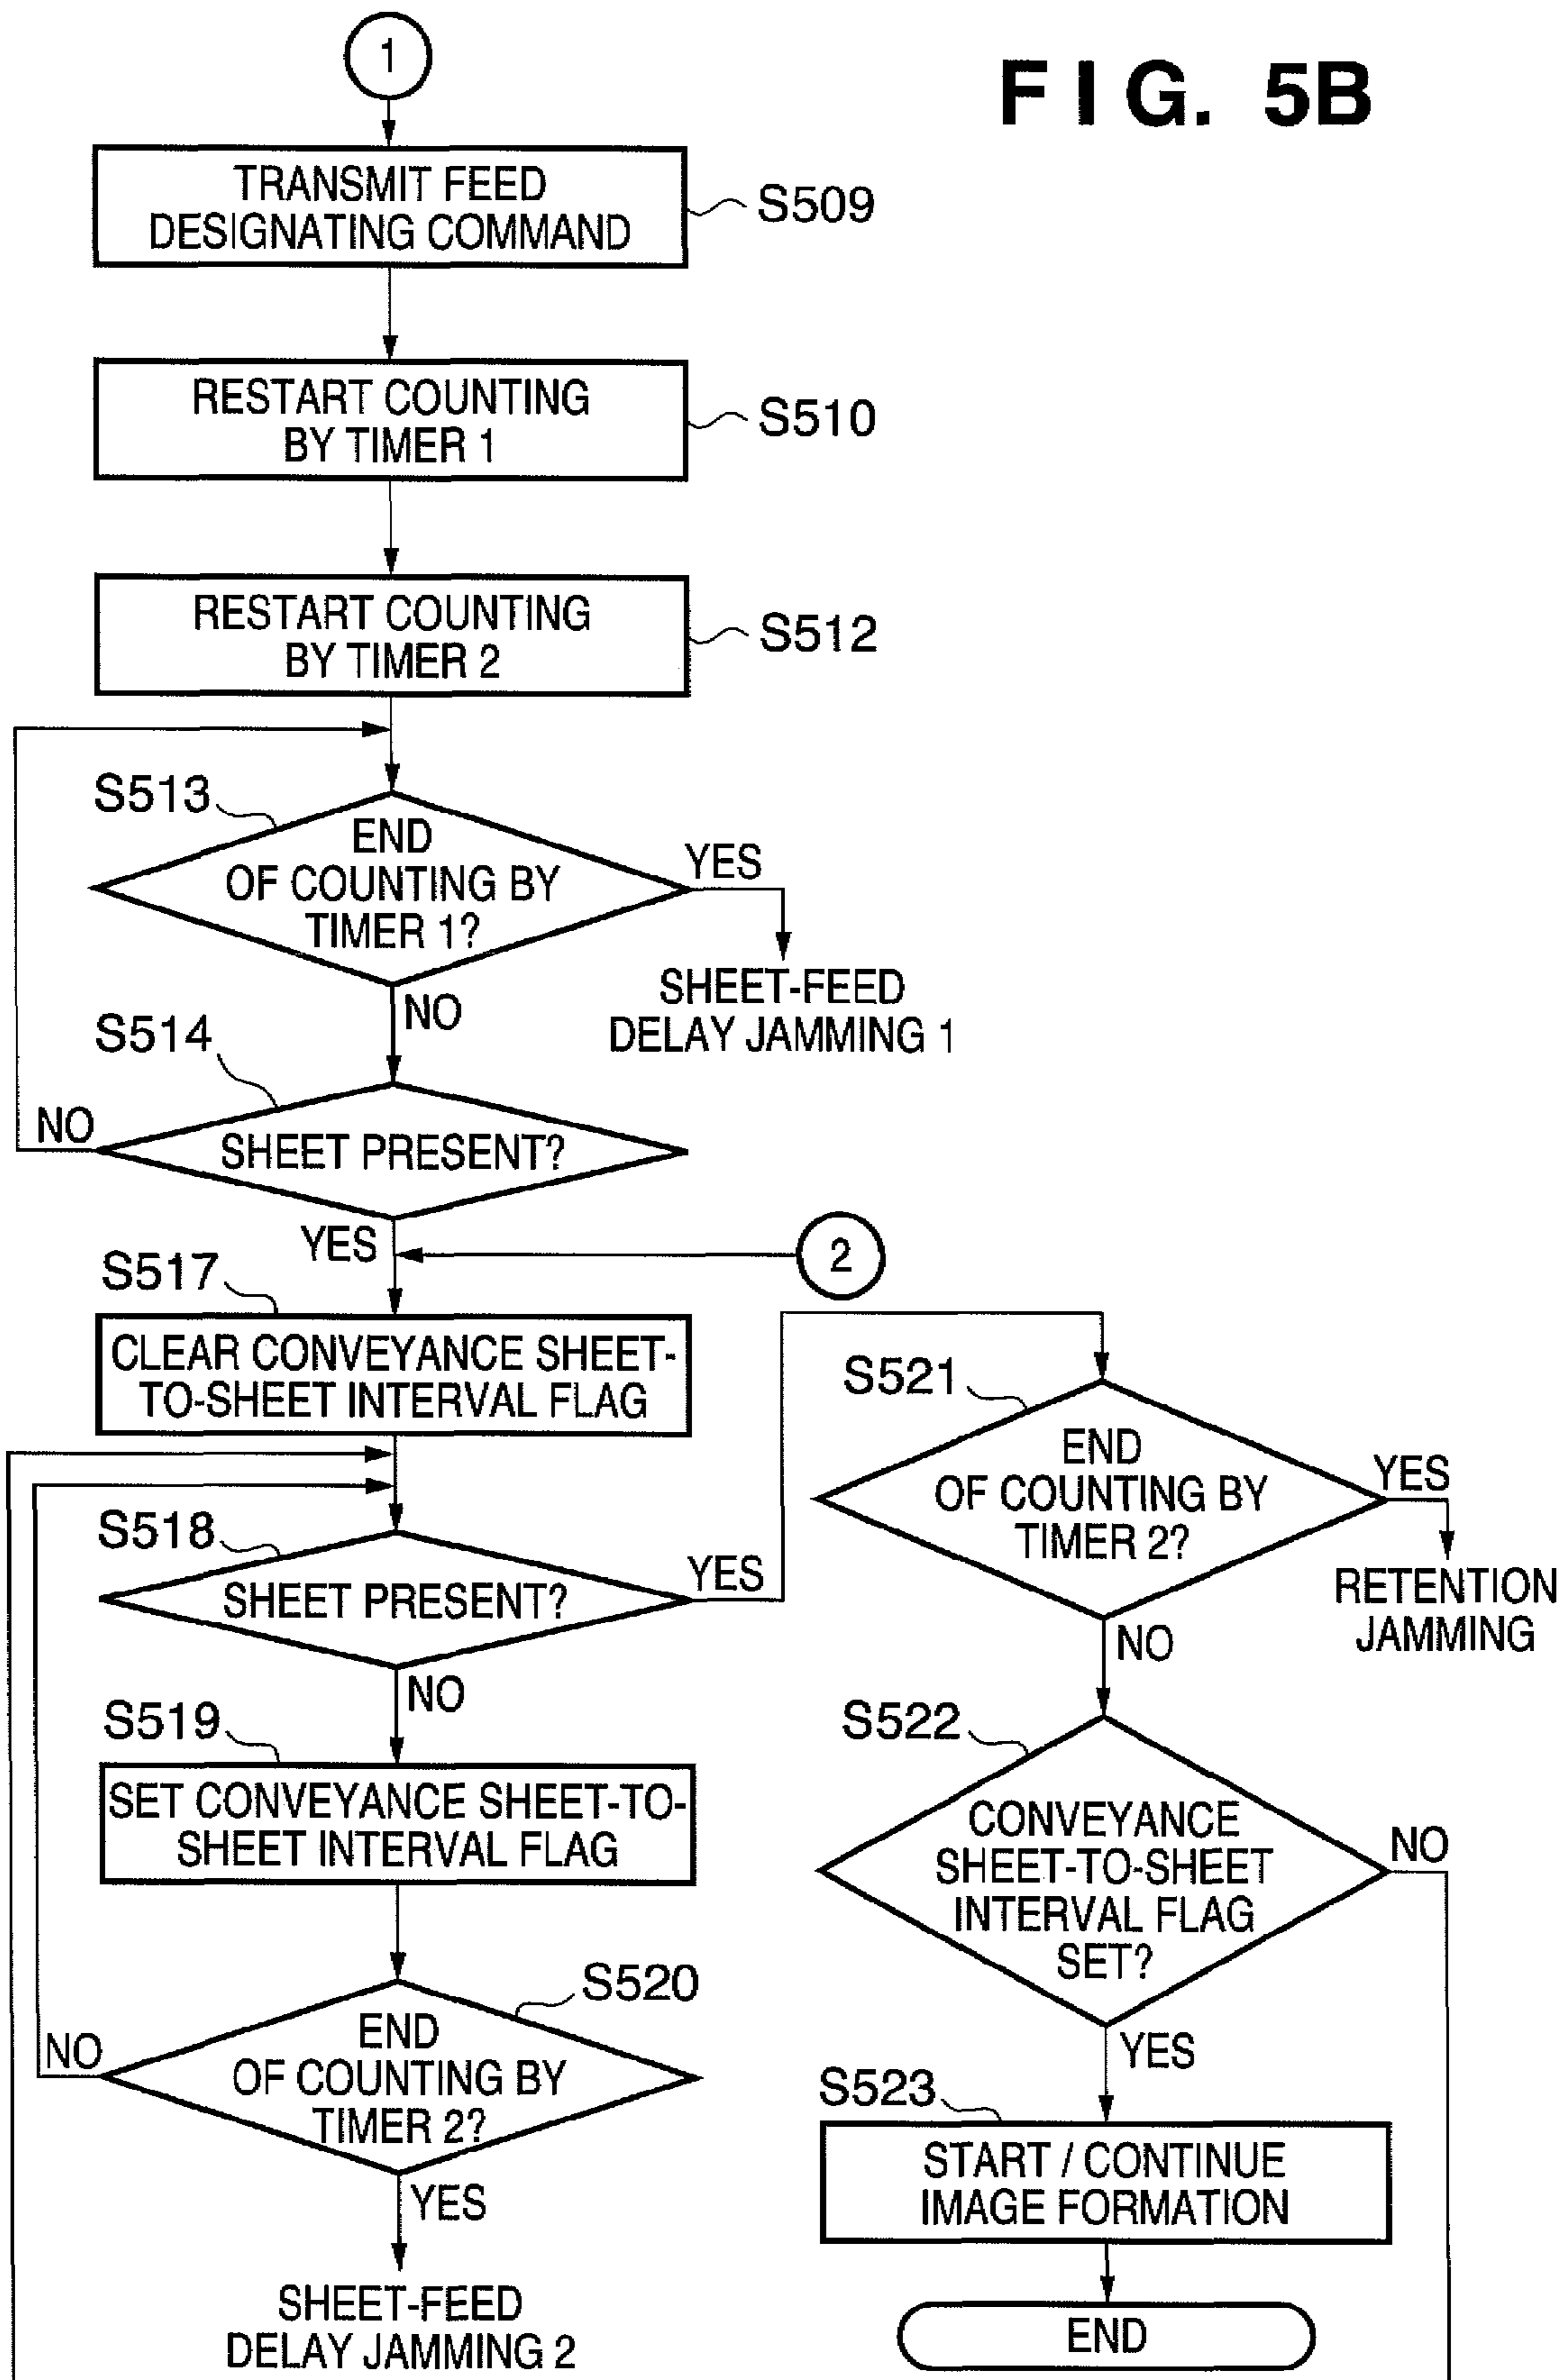 1
FIG. 5B
TRANSMIT FEED
DESIGNATING COMMAND
S509
RESTART COUNTING
BY TIMER 1
S510
RESTART COUNTING
BY TIMER 2
S512
S513
END
OF COUNTING BY
TIMER 1?
YES
SHEET-FEED
DELAY JAMMING 1
NO
S514
SHEET PRESENT?
NO
YES
2
S517
CLEAR CONVEYANCE SHEET-
TO-SHEET INTERVAL FLAG
S518
SHEET PRESENT?
YES
NO
S519
SET CONVEYANCE SHEET-TO-
SHEET INTERVAL FLAG
S520
END
OF COUNTING BY
TIMER 2?
NO
YES
SHEET-FEED
DELAY JAMMING 2
S521
END
OF COUNTING BY
TIMER 2?
YES
RETENTION
JAMMING
NO
S522
CONVEYANCE
SHEET-TO-SHEET
INTERVAL FLAG
SET?
NO
YES
S523
START / CONTINUE
IMAGE FORMATION
END